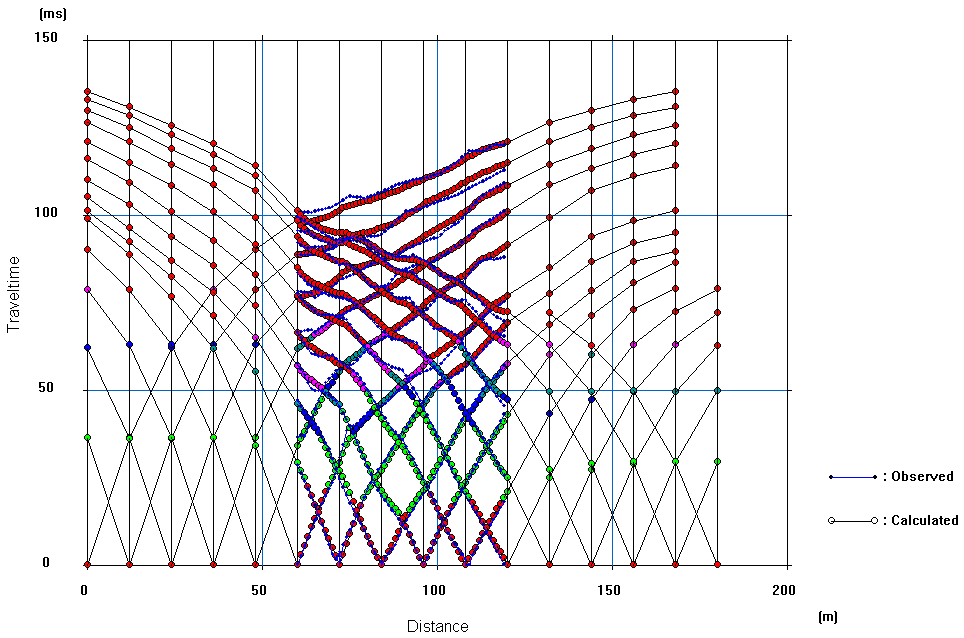 (ms)
150
100
50
0
Traveltime
0 50 100 150 200
(m)
Distance
: Observed
: Calculated